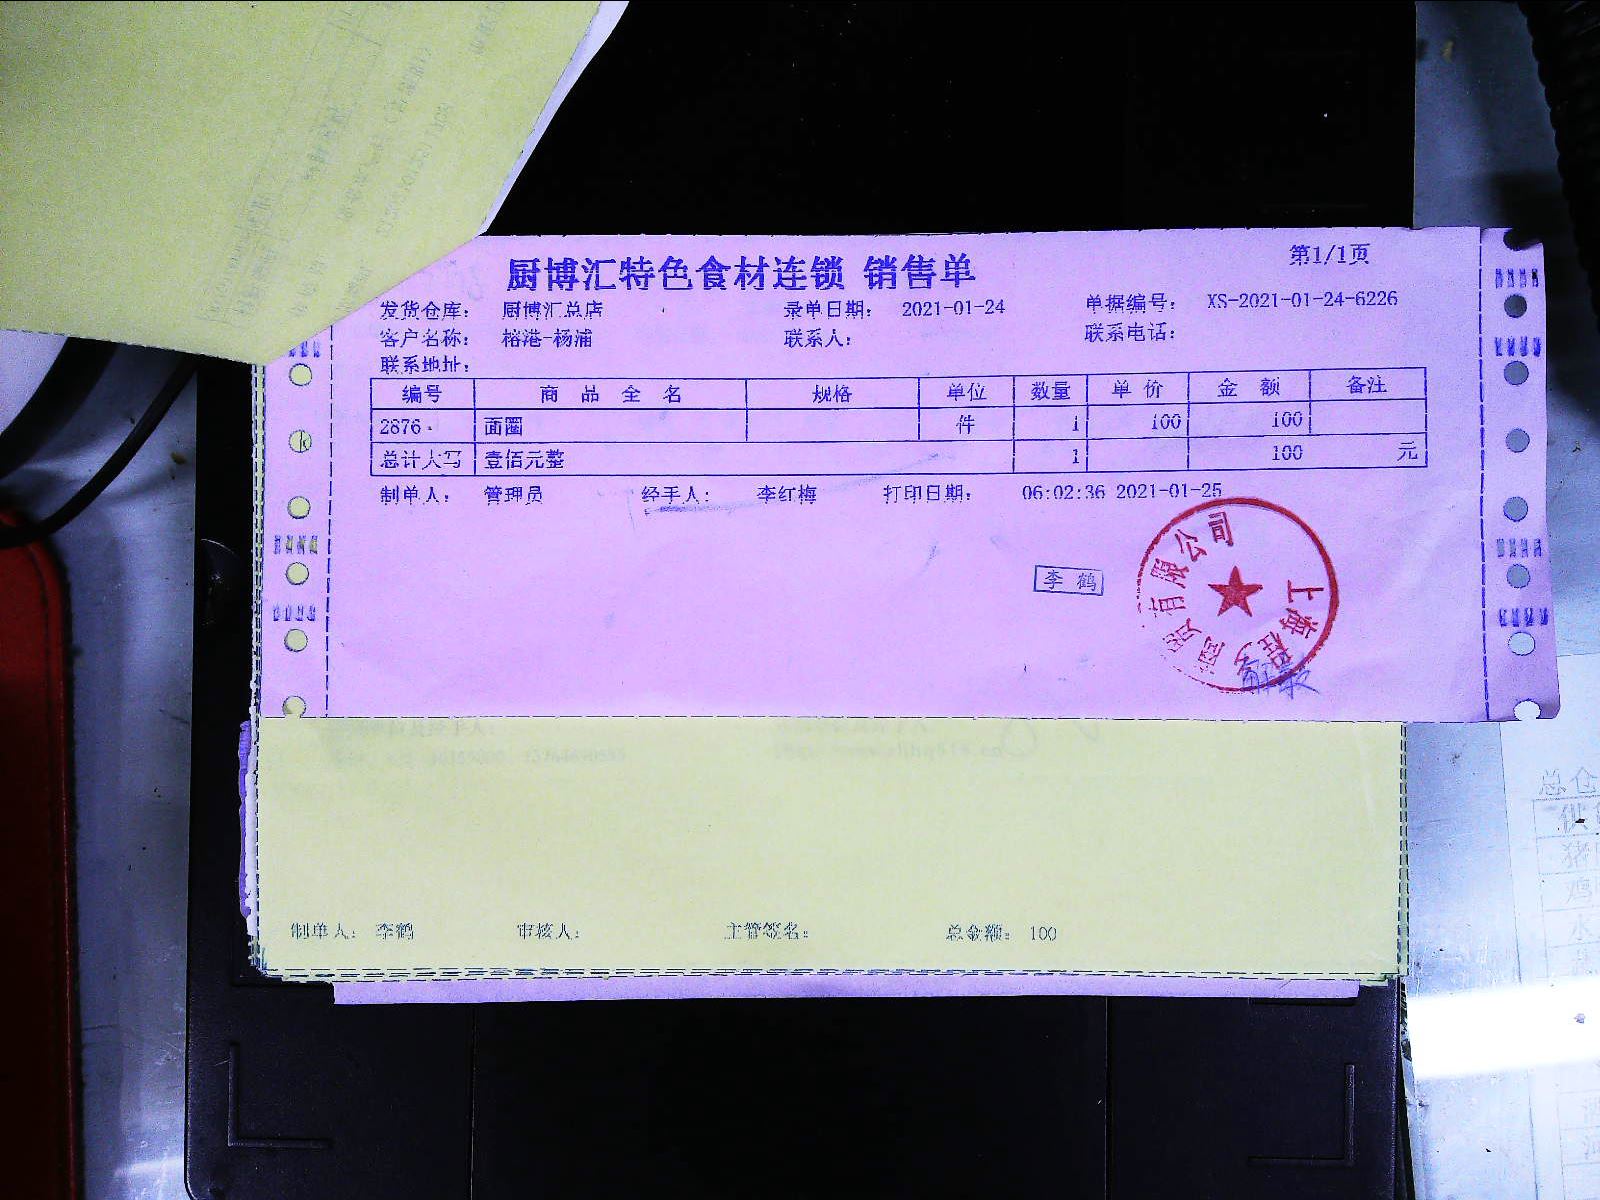 厨博汇特色食材连锁 销售单
第1/1页
发货仓库： 厨博汇总店 录单日期： 2021-01-24 单据编号： XS-2021-01-24-6226
客户名称： 榕港-杨浦 联系人： 联系电话：
联系地址：
编号 商品全名 规格 单位 数量 单价 金额 备注
2876 面圈 件 1 100 100
总计大写 壹佰元整 1 100 元
制单人： 管理员 经手人： 李红梅 打印日期： 06:02:36 2021-01-25
李鹤
上海
有限公司
制单人： 李鹤 审核人： 主管签名： 总金额： 100
总仓
猪
鸡
水